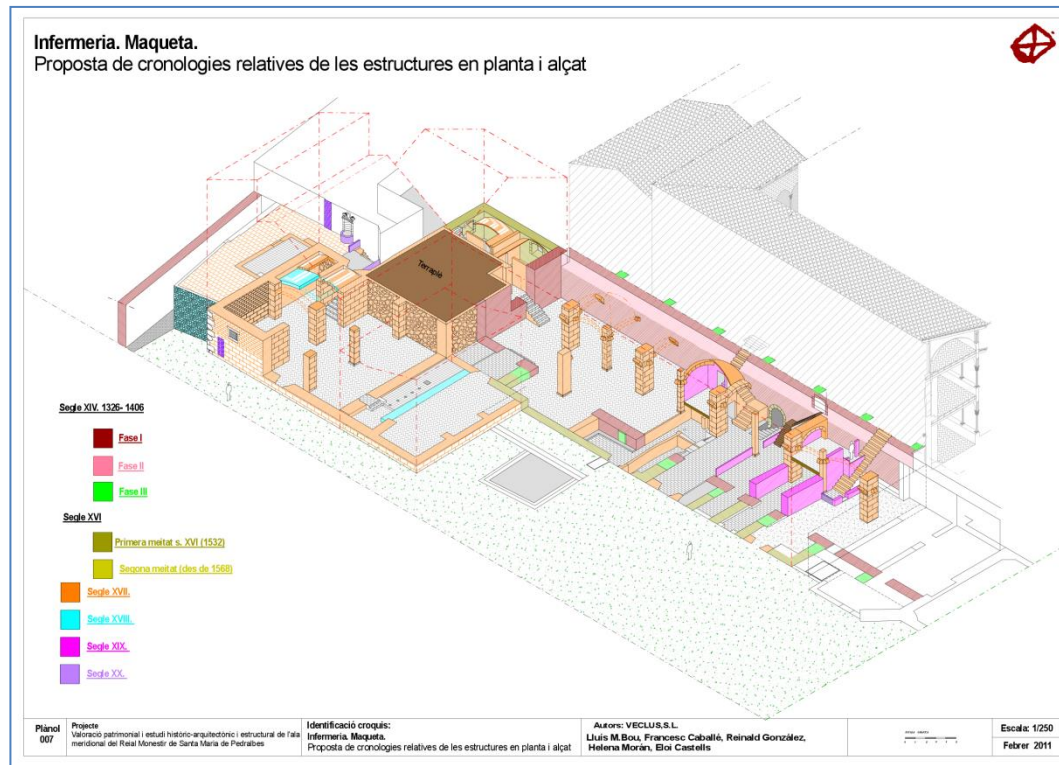 Infermeria. Maqueta.
Proposta de cronologies relatives de les estructures en planta i alçat
Terraplè
Segle XIV. 1326- 1406
Fase I
Fase II
Fase III
Segle XVI
Primera meitat s. XVI (1532)
Segona meitat (des de 1568)
Segle XVII.
Segle XVIII.
Segle XIX.
Segle XX.
Plànol
007
Projecte
Valoració patrimonial i estudi històric-arquitectònic i estructural de l'ala
meridional del Reial Monestir de Santa Maria de Pedralbes
Identificació croquis:
Infermeria. Maqueta.
Proposta de cronologies relatives de les estructures en planta i alçat
Autors: VECLUS,S.L.
Lluís M.Bou, Francesc Caballé, Reinald González,
Helena Morán, Eloi Castells
Escala: 1/250
Febrer 2011